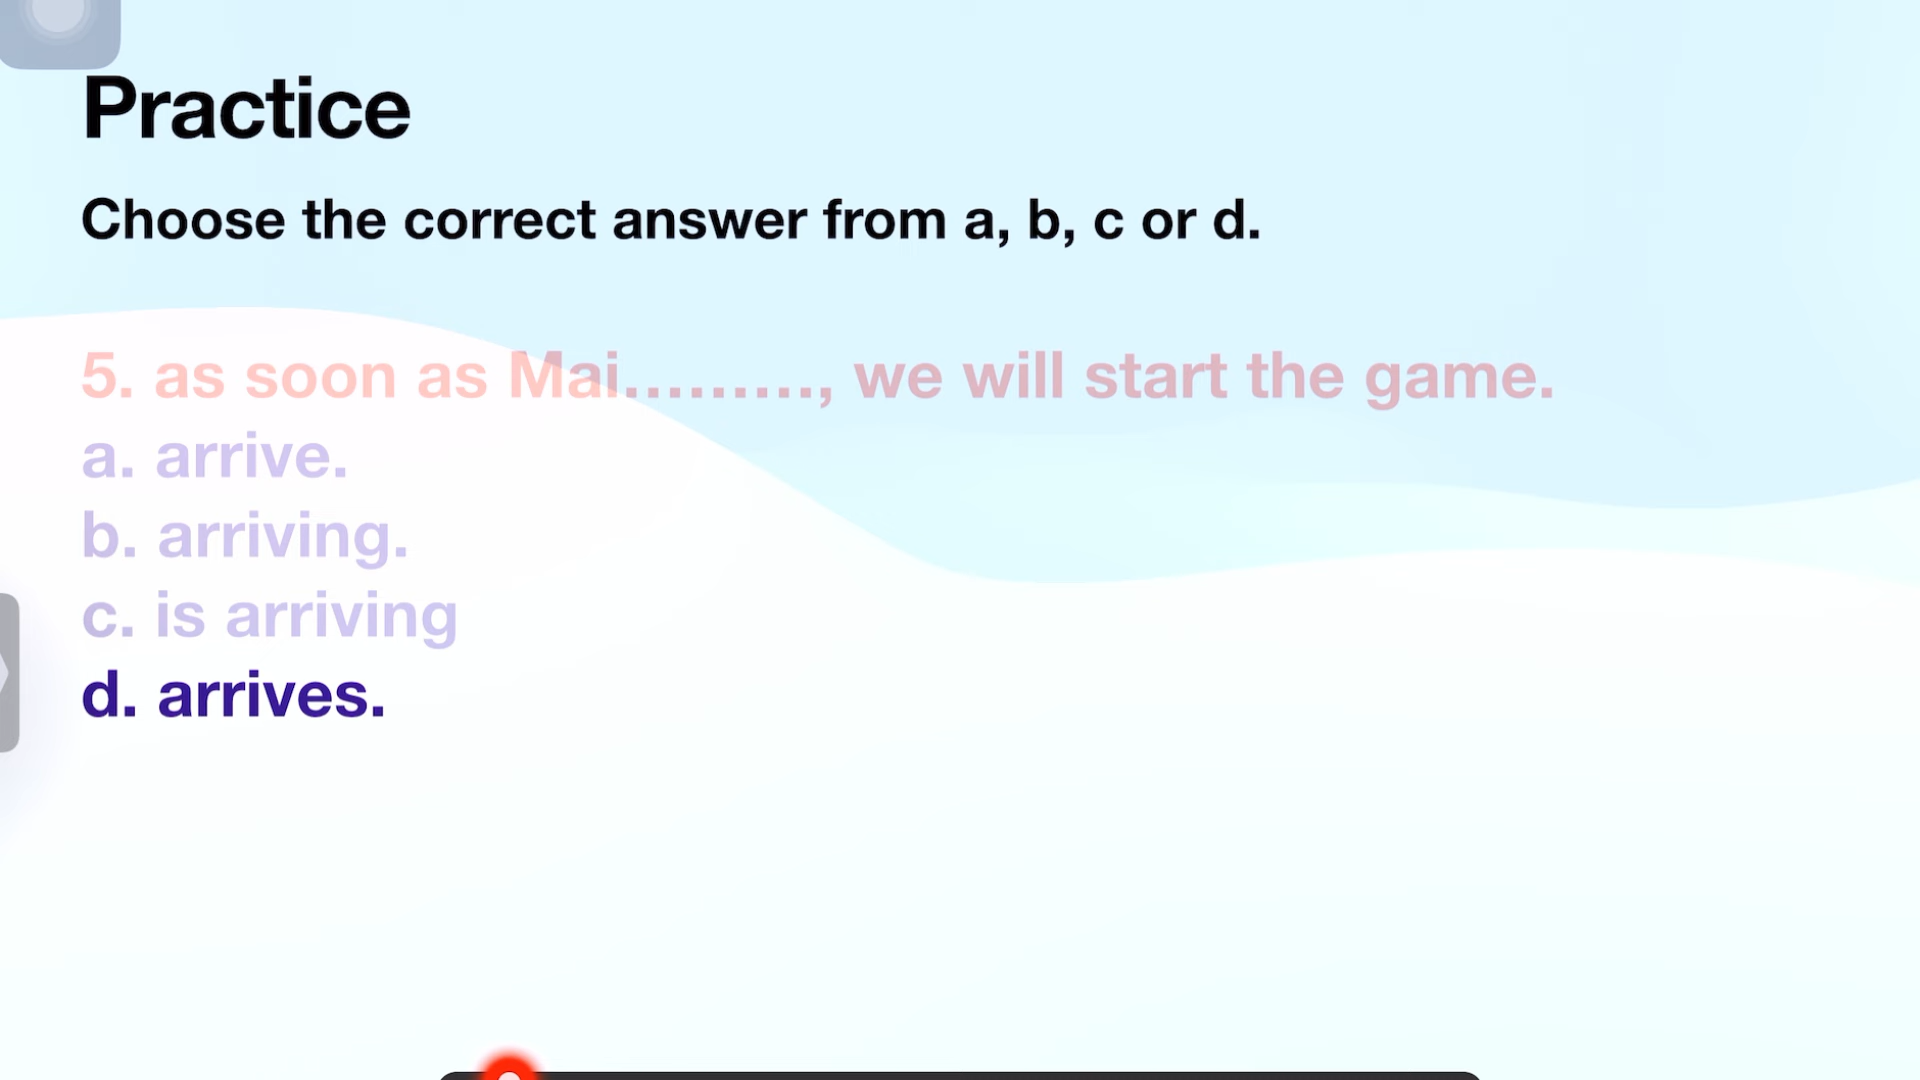 Practice
Choose the correct answer from a, b, c or d.
5. as soon as Mai........., we will start the game.
a. arrive.
b. arriving.
c. is arriving
d. arrives.